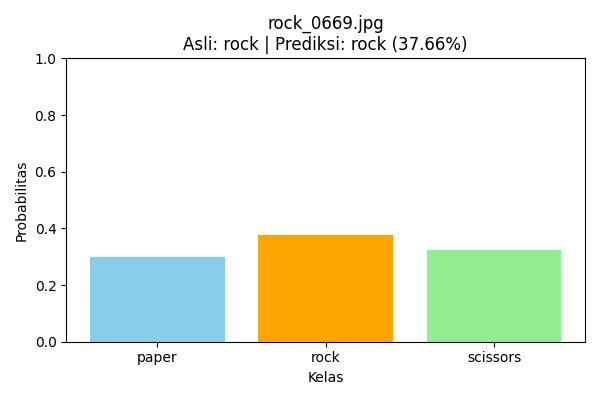 rock_0669.jpg
Asli: rock | Prediksi: rock (37.66%)
1.0
0.8
0.6
0.4
0.2
0.0
Probabilitas
paper
rock
scissors
Kelas